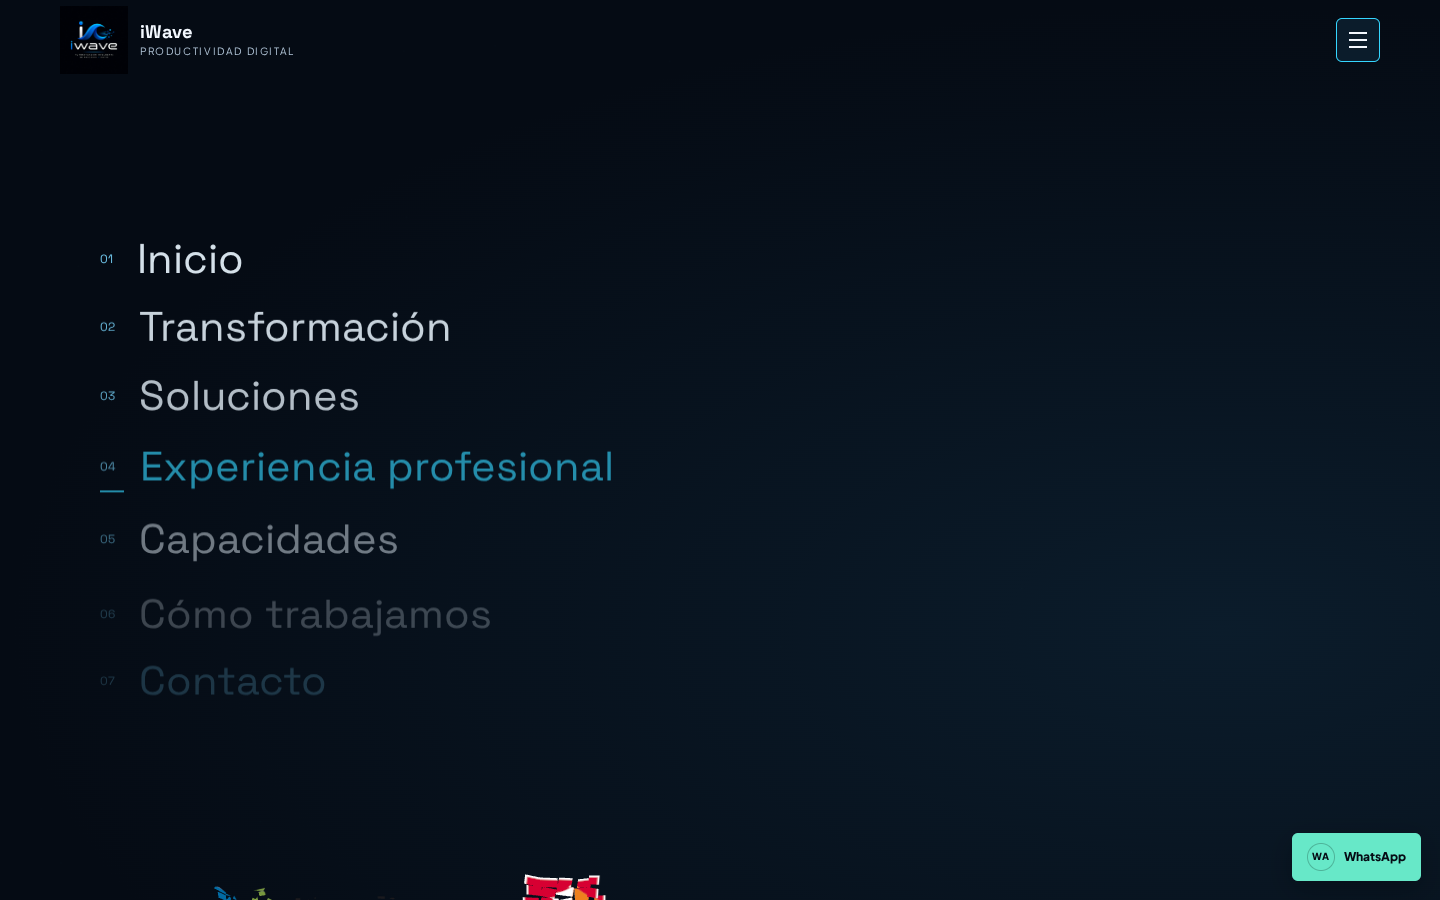 iwave
iWave
PRODUCTIVIDAD DIGITAL
01 Inicio
02 Transformación
03 Soluciones
04 Experiencia profesional
05 Capacidades
06 Cómo trabajamos
07 Contacto
WA WhatsApp